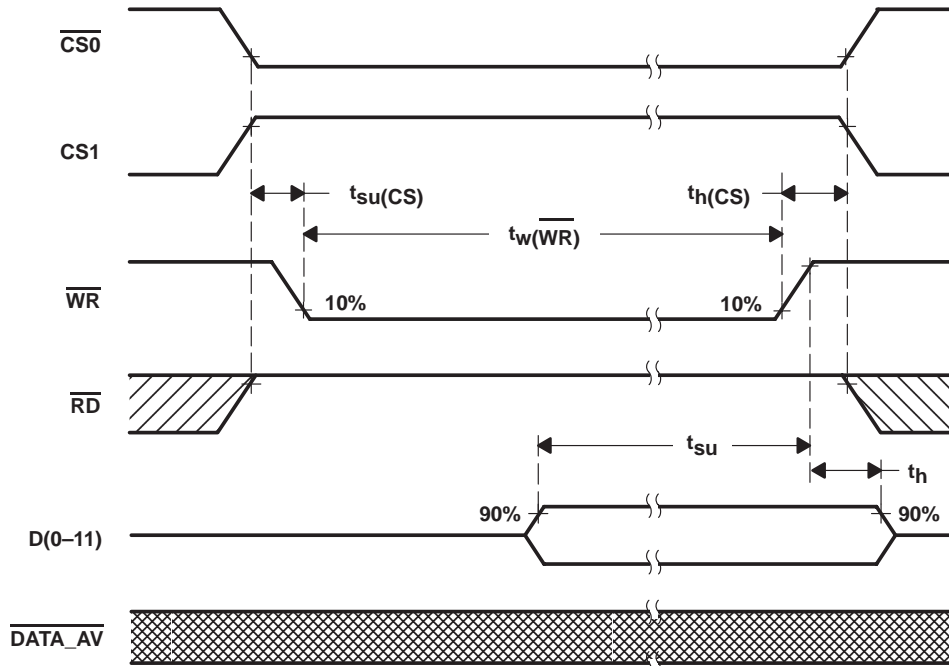 CS0
CS1
tsu(CS)
th(CS)
tw(WR)
WR
10%
10%
RD
tsu
th
90%
90%
D(0–11)
DATA_AV